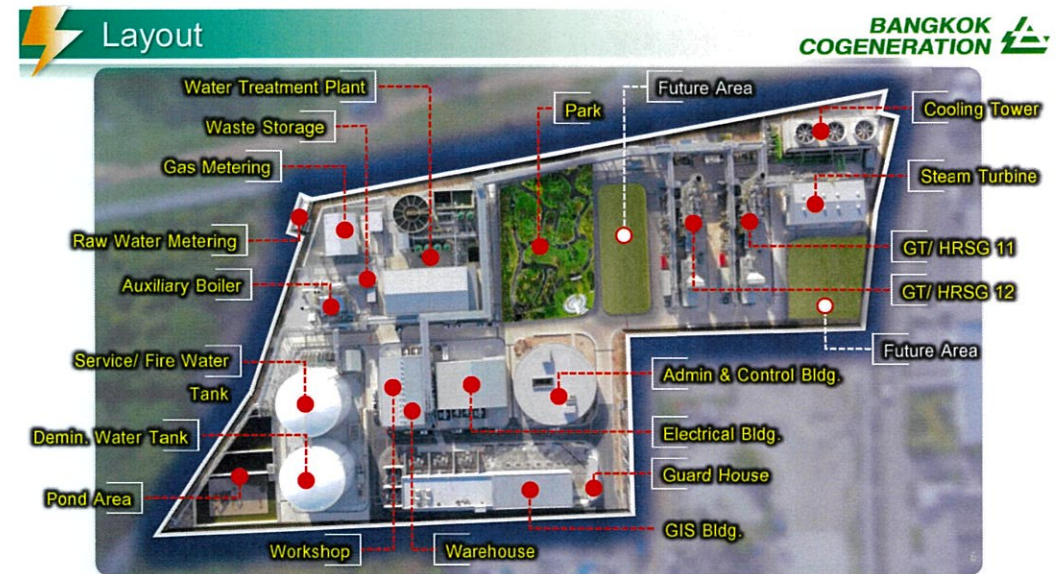 Layout
BANGKOK
COGENERATION
Water Treatment Plant
Park
Future Area
Cooling Tower
Waste Storage
Gas Metering
Steam Turbine
Raw Water Metering
GT/ HRSG 11
Auxiliary Boiler
GT/ HRSG 12
Service/ Fire Water
Tank
Future Area
Admin & Control Bldg.
Demin. Water Tank
Electrical Bldg.
Pond Area
Guard House
GIS Bldg.
Workshop
Warehouse